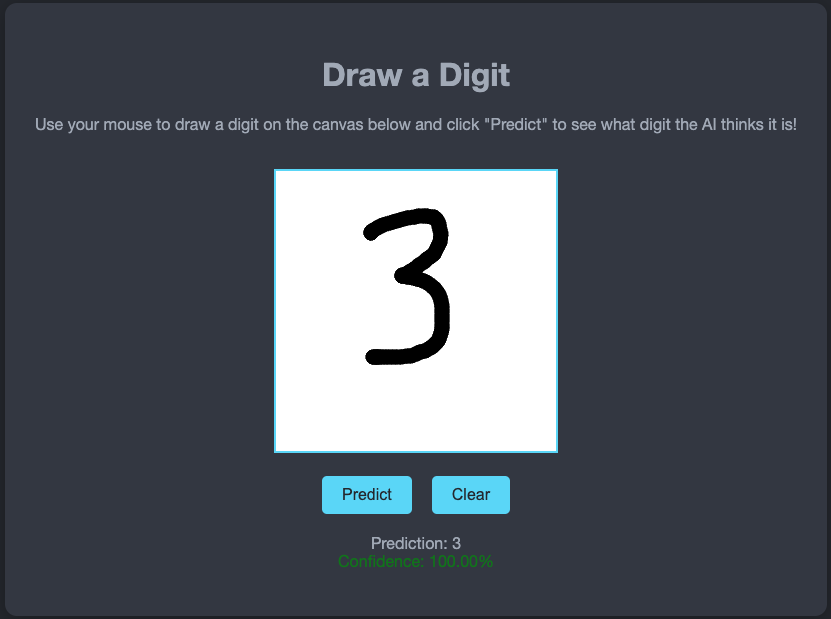 Draw a Digit
Use your mouse to draw a digit on the canvas below and click "Predict" to see what digit the AI thinks it is!
3
Predict Clear
Prediction: 3
Confidence: 100.00%